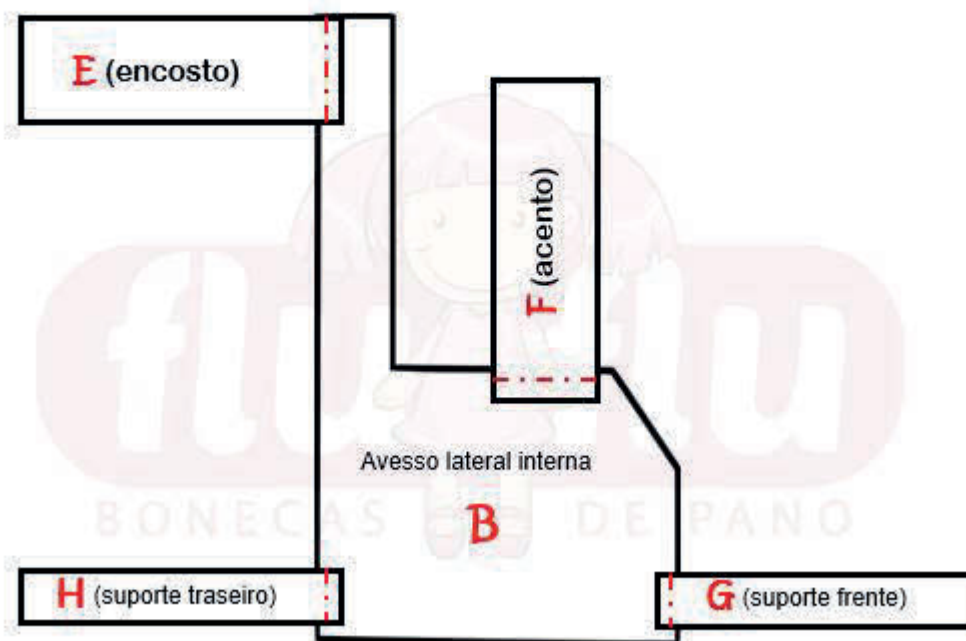 E (encosto)
F (acento)
Avesso lateral interna
B
H (suporte traseiro)
G (suporte frente)
flu flu
BONECAS DE PANO